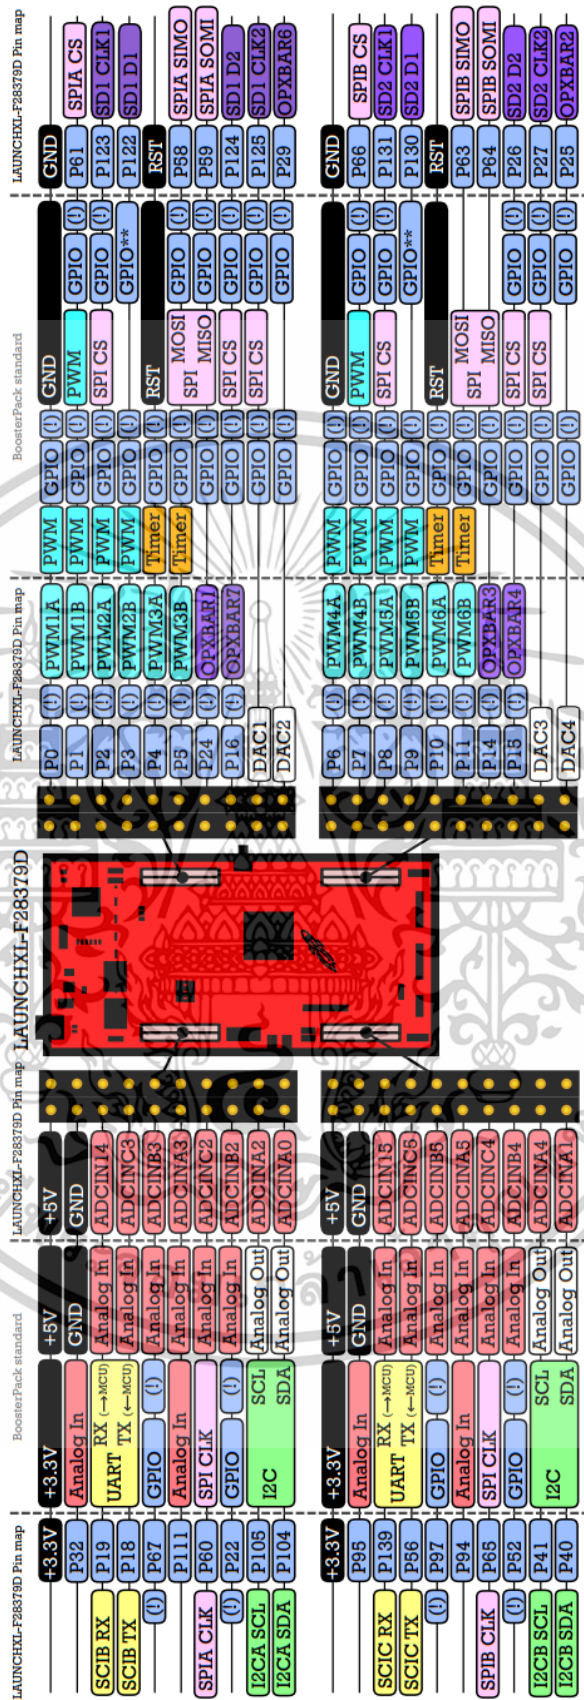 LAUNCHXL-F28379D Pin map BoosterPack standard LAUNCHXL-F28379D Pin map LAUNCHXL-F28379D LAUNCHXL-F28379D Pin map BoosterPack standard LAUNCHXL-F28379D Pin map
+3.3V +3.3V +5V +5V P0 (!) PWM1A PWM GPIO (!) GND GND
P32 Analog In GND GND P1 (!) PWM1B PWM GPIO (!) PWM GPIO (!) P61 SPIA CS
SCIB RX P19 UART RX (→MCU) Analog In ADCIN14 P2 (!) PWM2A PWM GPIO (!) SPI CS GPIO (!) P123 SD1 CLK1
SCIB TX P18 TX (←MCU) Analog In ADCINC3 P3 (!) PWM2B PWM GPIO (!) GPIO** P122 SD1 D1
(!) P67 GPIO (!) Analog In ADCINB3 P4 (!) PWM3A Timer GPIO (!) RST RST
P111 Analog In Analog In ADCINA3 P5 (!) PWM3B Timer GPIO (!) SPI MOSI GPIO (!) P58 SPIA SIMO
SPIA CLK P60 SPI CLK Analog In ADCINC2 P24 (!) OPXBAR1 GPIO (!) MISO GPIO (!) P59 SPIA SOMI
(!) P22 GPIO (!) Analog In ADCINB2 P16 (!) OPXBAR7 GPIO (!) SPI CS GPIO (!) P124 SD1 D2
I2CA SCL P105 I2C SCL Analog Out ADCINA2 DAC1 GPIO (!) SPI CS GPIO (!) P125 SD1 CLK2
I2CA SDA P104 SDA Analog Out ADCINA0 DAC2 GPIO (!) GPIO (!) P29 OPXBAR6
+3.3V +3.3V +5V +5V P6 (!) PWM4A PWM GPIO (!) GND GND
P95 Analog In GND GND P7 (!) PWM4B PWM GPIO (!) PWM GPIO (!) P66 SPIB CS
SCIC RX P139 UART RX (→MCU) Analog In ADCIN15 P8 (!) PWM5A PWM GPIO (!) SPI CS GPIO (!) P131 SD2 CLK1
SCIC TX P56 TX (←MCU) Analog In ADCINC5 P9 (!) PWM5B PWM GPIO (!) GPIO** P130 SD2 D1
(!) P97 GPIO (!) Analog In ADCINB5 P10 (!) PWM6A Timer GPIO (!) RST RST
P94 Analog In Analog In ADCINA5 P11 (!) PWM6B Timer GPIO (!) SPI MOSI P63 SPIB SIMO
SPIB CLK P65 SPI CLK Analog In ADCINC4 P14 (!) OPXBAR3 GPIO (!) MISO P64 SPIB SOMI
(!) P52 GPIO (!) Analog In ADCINB4 P15 (!) OPXBAR4 GPIO (!) SPI CS GPIO (!) P26 SD2 D2
I2CB SCL P41 I2C SCL Analog Out ADCINA4 DAC3 GPIO (!) SPI CS GPIO (!) P27 SD2 CLK2
I2CB SDA P40 SDA Analog Out ADCINA1 DAC4 GPIO (!) GPIO (!) P25 OPXBAR2